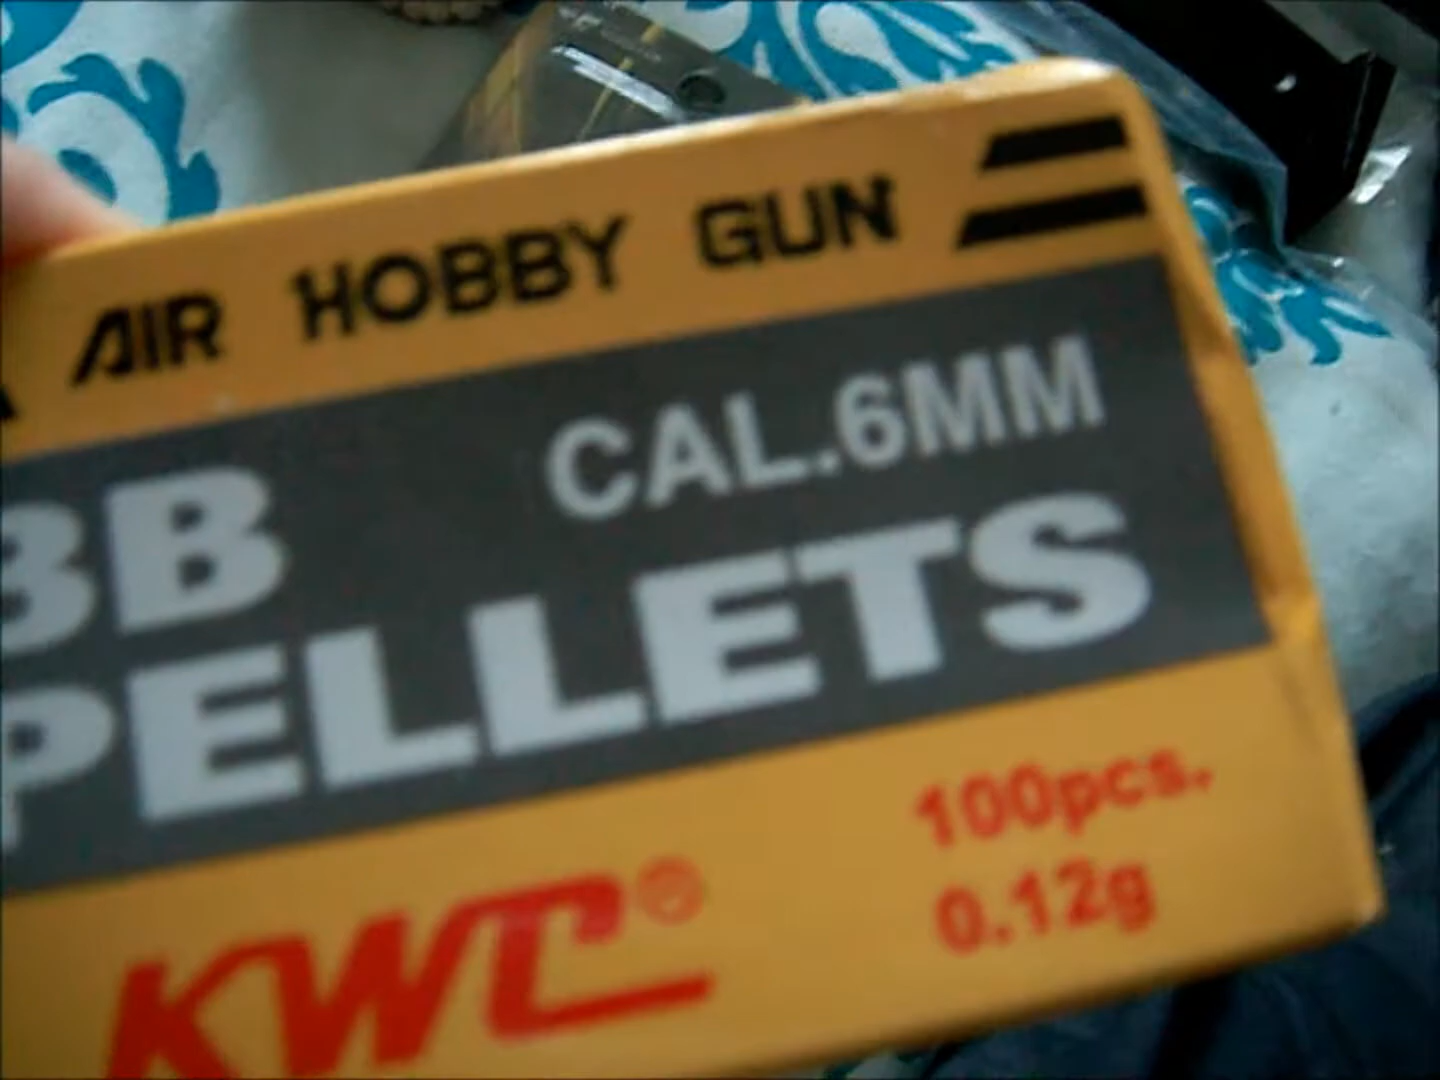 AIR HOBBY GUN
CAL.6MM
BB
PELLETS
100pcs.
0.12g
KWC®